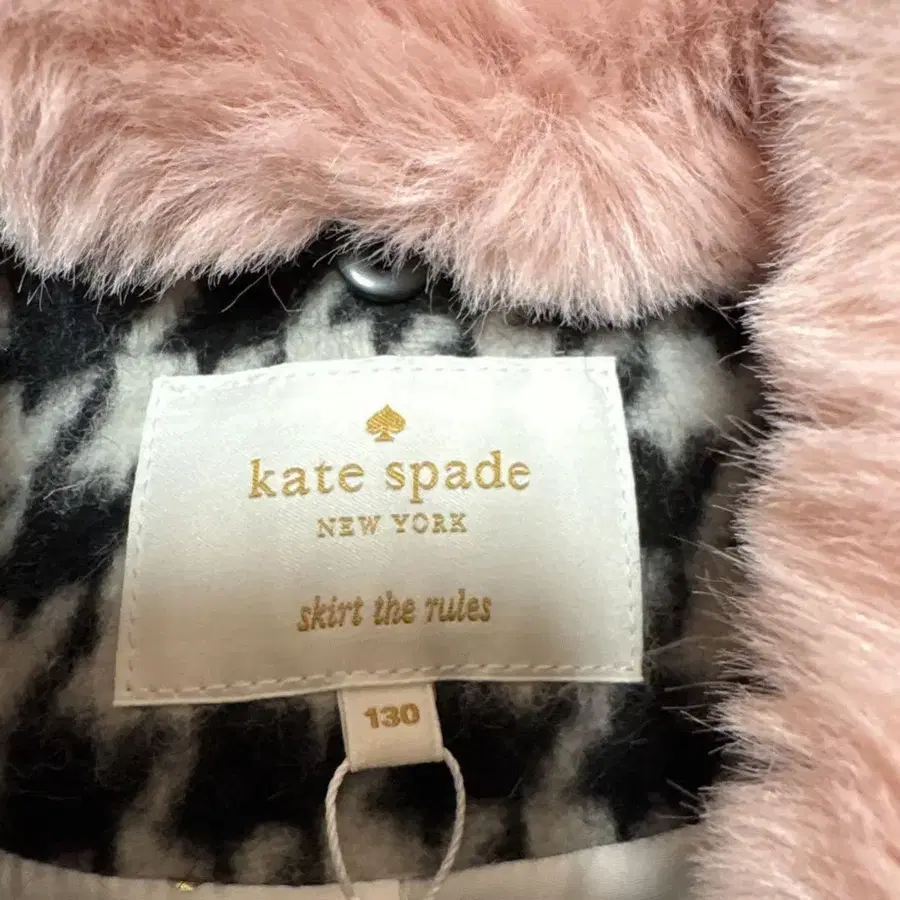 kate spade
NEW YORK
skirt the rules
130